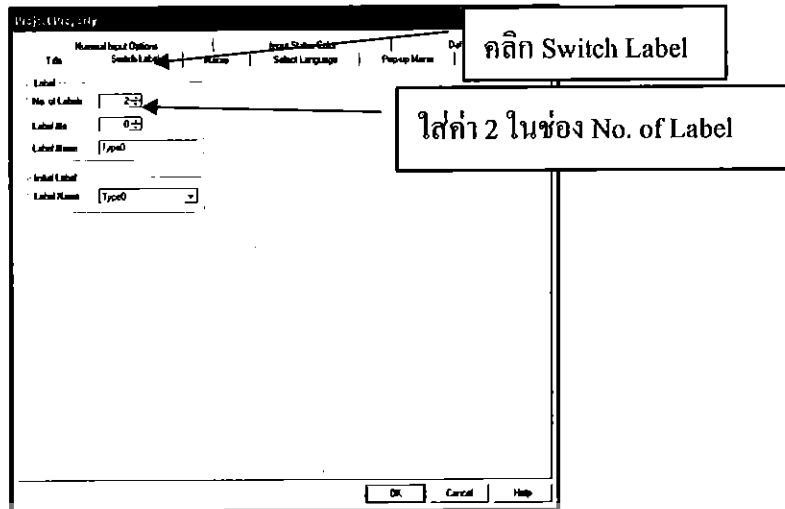 Project Property
Numeral Input Options
Input Status Color
Title
Switch Label
Select Language
Pop-up Menu
คลิก Switch Label
Label
No. of Labels 2
ใส่ค่า 2 ในช่อง No. of Label
Label No 0
Label Name Type0
Initial Label
Label Name Type0
OK Cancel Help